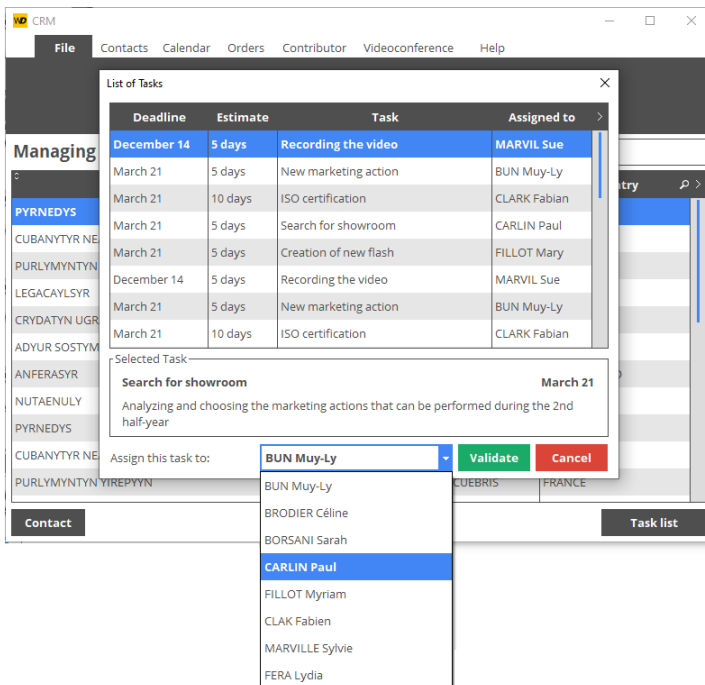 WD CRM
File Contacts Calendar Orders Contributor Videoconference Help
List of Tasks
Deadline Estimate Task Assigned to
December 14 5 days Recording the video MARVIL Sue
March 21 5 days New marketing action BUN Muy-Ly
March 21 10 days ISO certification CLARK Fabian
March 21 5 days Search for showroom CARLIN Paul
March 21 5 days Creation of new flash FILLOT Mary
December 14 5 days Recording the video MARVIL Sue
March 21 5 days New marketing action BUN Muy-Ly
March 21 10 days ISO certification CLARK Fabian
Selected Task
Search for showroom March 21
Analyzing and choosing the marketing actions that can be performed during the 2nd
half-year
Assign this task to: BUN Muy-Ly Validate Cancel
BUN Muy-Ly
BRODIER Céline
BORSANI Sarah
CARLIN Paul
FILLOT Myriam
CLAK Fabien
MARVILLE Sylvie
FERA Lydia
Managing
PYRNEDYS
CUBANYTYR NE
PURLYMYNTYN
LEGACAYLSYR
CRYDATYN UGR
ADYUR SOSTYM
ANFERASYR
NUTAENULY
PYRNEDYS
CUBANYTYR NE
PURLYMYNTYN YIREPYYN CUEBRIS FRANCE
Contact Task list